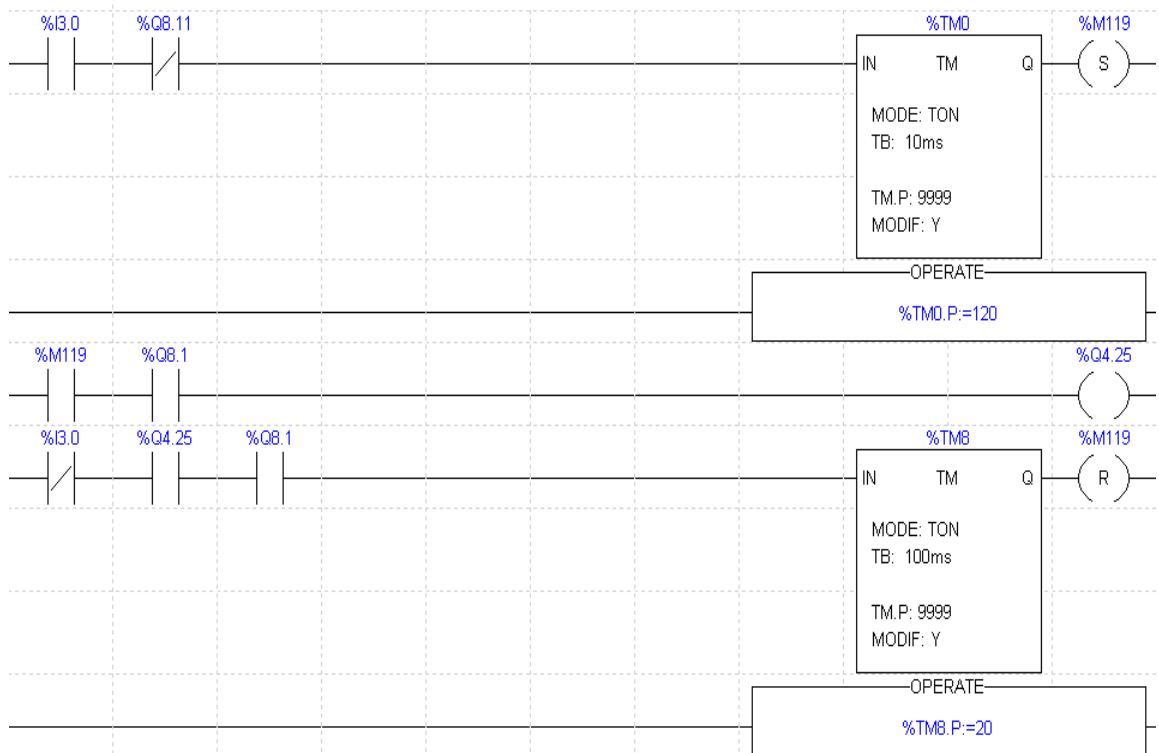 %I3.0 %Q8.11 %TM0 %M119
IN TM Q S
MODE: TON
TB: 10ms
TM.P: 9999
MODIF: Y
OPERATE
%TM0.P:=120
%M119 %Q8.1 %Q4.25
%I3.0 %Q4.25 %Q8.1 %TM8 %M119
IN TM Q R
MODE: TON
TB: 100ms
TM.P: 9999
MODIF: Y
OPERATE
%TM8.P:=20